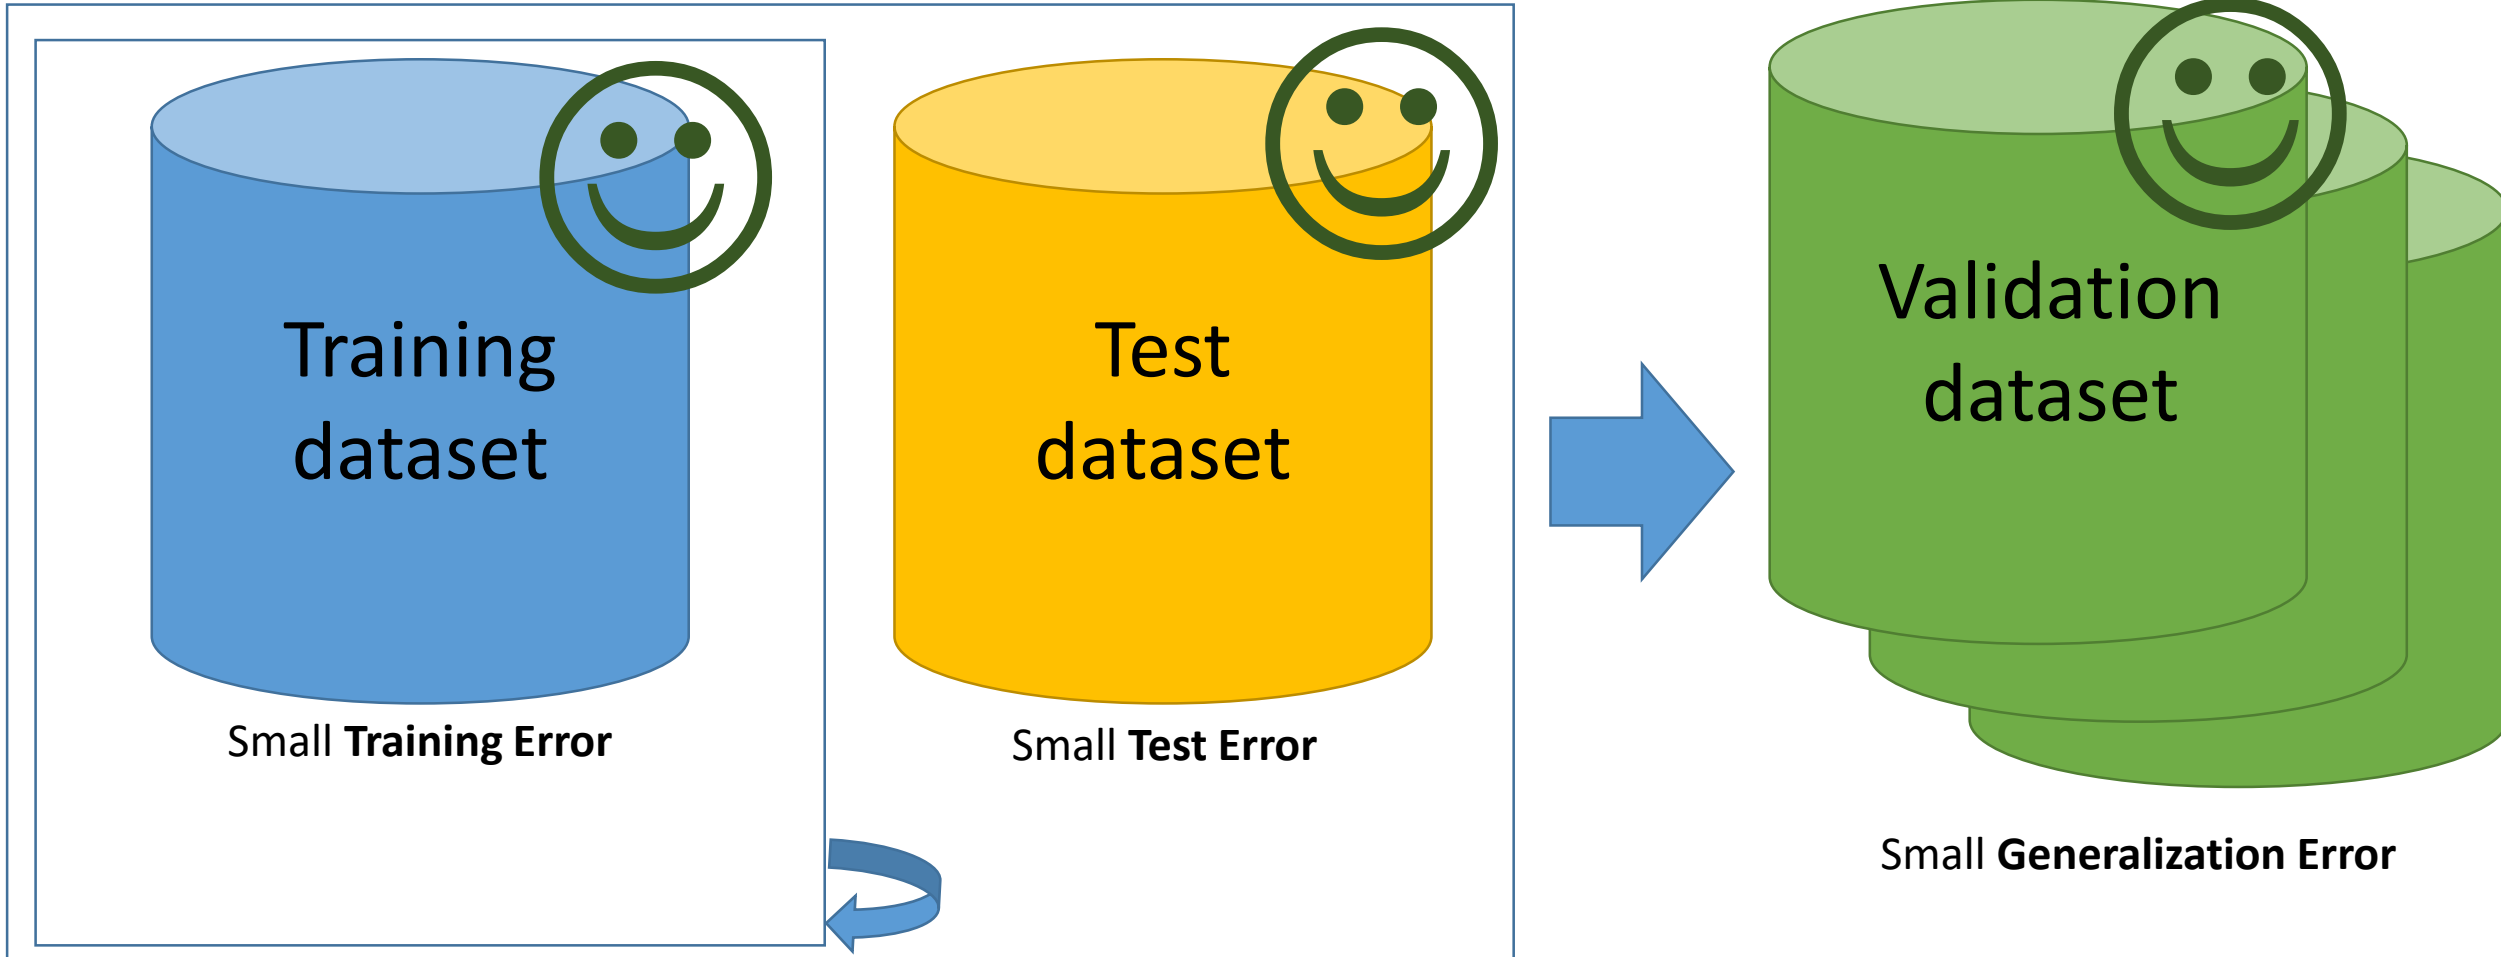 Training
dataset
Small Training Error
Test
dataset
Small Test Error
Validation
dataset
Small Generalization Error